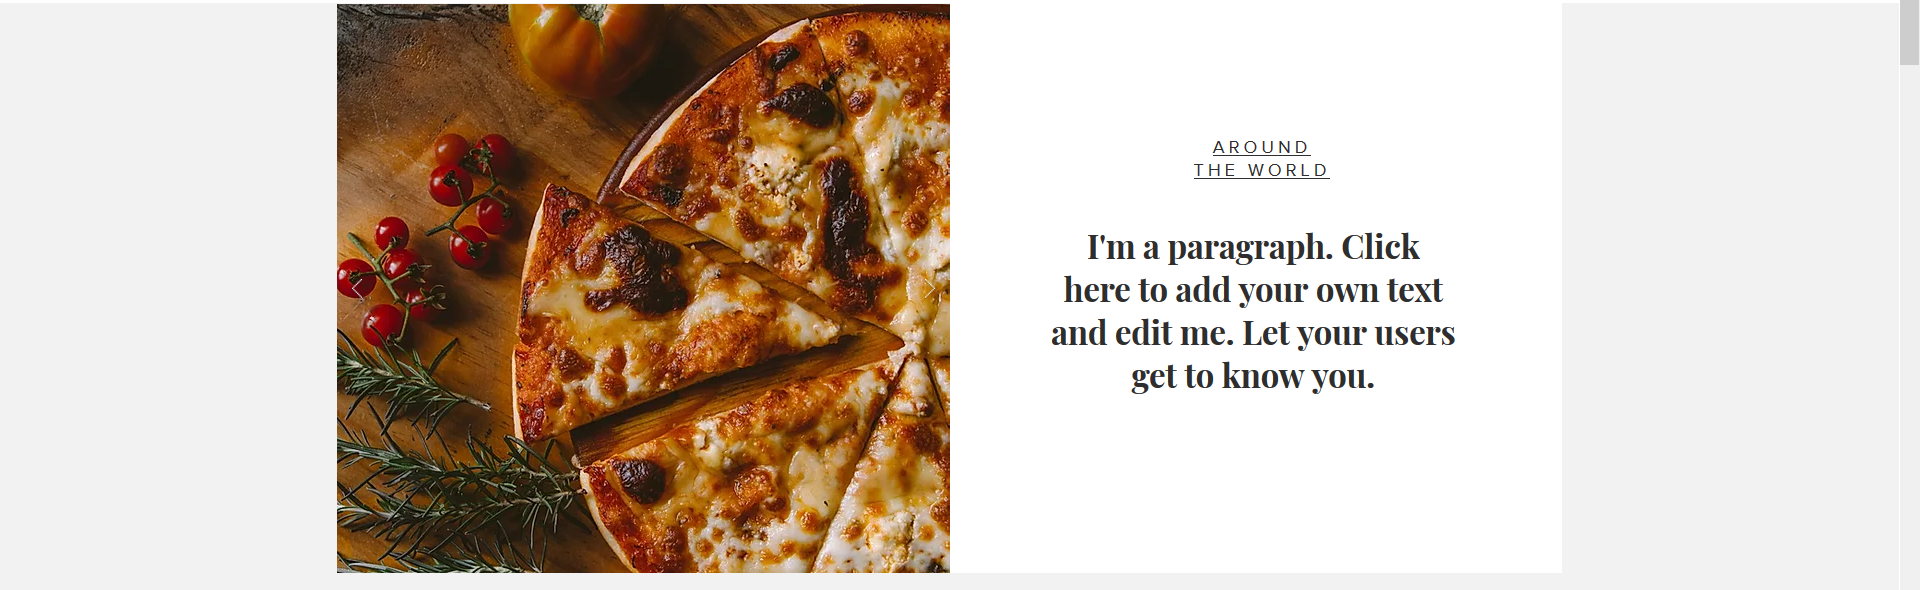 AROUND
THE WORLD
I'm a paragraph. Click
here to add your own text
and edit me. Let your users
get to know you.